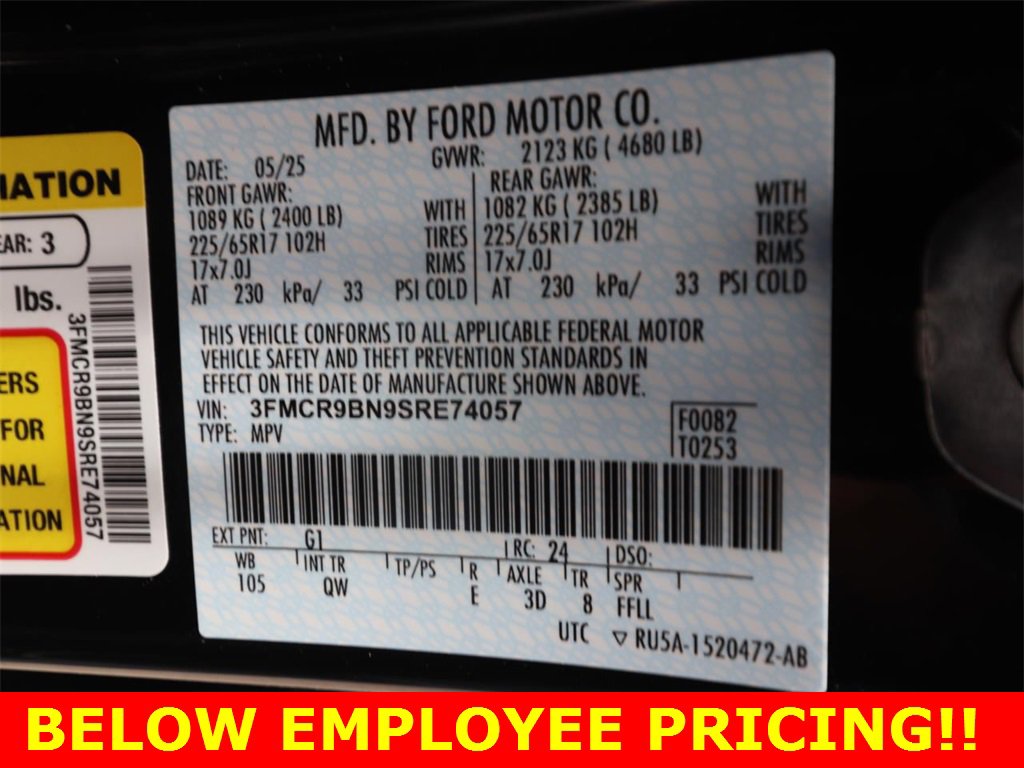 MFD. BY FORD MOTOR CO.
DATE: 05/25 GVWR: 2123 KG ( 4680 LB)
FRONT GAWR: REAR GAWR:
1089 KG ( 2400 LB) WITH 1082 KG ( 2385 LB) WITH
225/65R17 102H TIRES 225/65R17 102H TIRES
17x7.0J RIMS 17x7.0J RIMS
AT 230 kPa/ 33 PSI COLD AT 230 kPa/ 33 PSI COLD
THIS VEHICLE CONFORMS TO ALL APPLICABLE FEDERAL MOTOR
VEHICLE SAFETY AND THEFT PREVENTION STANDARDS IN
EFFECT ON THE DATE OF MANUFACTURE SHOWN ABOVE.
VIN: 3FMCR9BN9SRE74057
TYPE: MPV
F0082
T0253
EXT PNT: G1 RC: 24 DSO:
WB INT TR TP/PS R AXLE TR SPR
105 QW E 3D 8 FFLL
UTC ▽ RU5A-1520472-AB
IATION
EAR: 3
lbs.
3FMCR9BN9SRE74057
ERS
FOR
NAL
ATION
BELOW EMPLOYEE PRICING!!